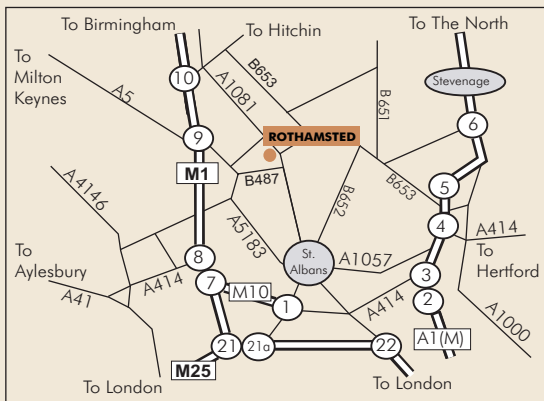 To Birmingham
To The North
To Hitchin
To
Milton
Keynes
A5
10
A1081
B653
B651
Stevenage
6
9
ROTHAMSTED
M1
B487
B652
B653
5
A4146
A5183
4
A414
To
Hertford
To
Aylesbury
8
St.
Albans
A1057
3
A41
A414
7
M10
1
A414
2
A1000
A1(M)
21
21a
22
M25
To London
To London